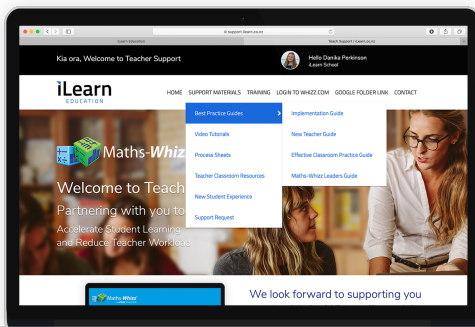 support.ilearn.co.nz
iLearn Education
Teach Support | iLearn.co.nz
Kia ora, Welcome to Teacher Support
Hello Danika Perkinson
iLearn School
iLearn
EDUCATION
HOME SUPPORT MATERIALS TRAINING LOGIN TO WHIZZ.COM GOOGLE FOLDER LINK CONTACT
Best Practice Guides
Video Tutorials
Process Sheets
Teacher Classroom Resources
New Student Experience
Support Request
Implementation Guide
New Teacher Guide
Effective Classroom Practice Guide
Maths-Whizz Leaders Guide
Maths-Whiz
Welcome to Teach
Partnering with you to
Accelerate Student Learning
and Reduce Teacher Workload
Maths-Whizz
We look forward to supporting you